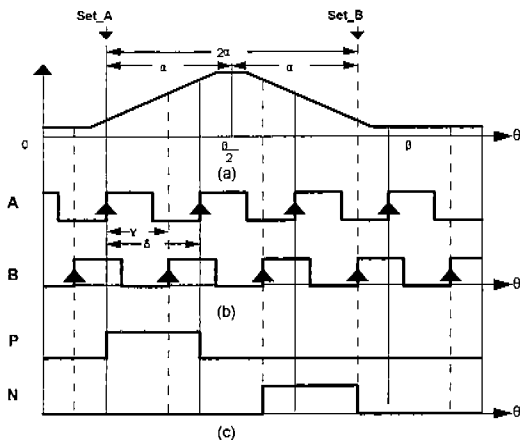 Set_A Set_B
2α
α α
0 β/2 β θ
(a)
A
γ
δ
B θ
(b)
P
N θ
(c)